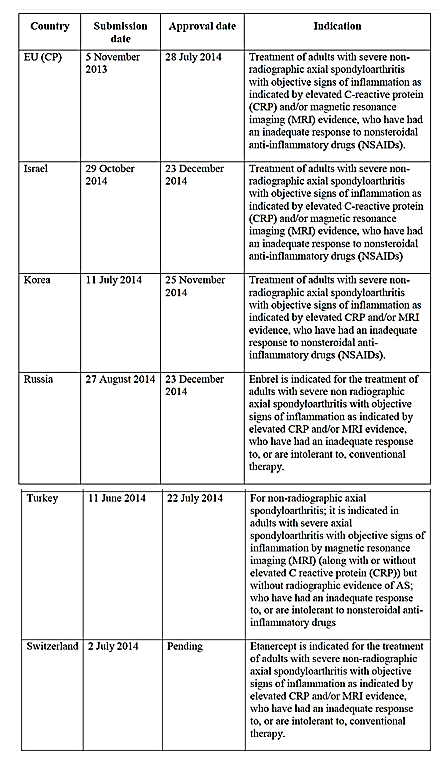 Country Submission date Approval date Indication
EU (CP) 5 November 2013 28 July 2014 Treatment of adults with severe non-
radiographic axial spondyloarthritis
with objective signs of inflammation as
indicated by elevated C-reactive protein
(CRP) and/or magnetic resonance
imaging (MRI) evidence, who have had
an inadequate response to nonsteroidal
anti-inflammatory drugs (NSAIDs).
Israel 29 October 2014 23 December 2014 Treatment of adults with severe non-
radiographic axial spondyloarthritis
with objective signs of inflammation as
indicated by elevated C-reactive protein
(CRP) and/or magnetic resonance
imaging (MRI) evidence, who have had
an inadequate response to nonsteroidal
anti-inflammatory drugs (NSAIDs)
Korea 11 July 2014 25 November 2014 Treatment of adults with severe non-
radiographic axial spondyloarthritis
with objective signs of inflammation as
indicated by elevated CRP and/or MRI
evidence, who have had an inadequate
response to nonsteroidal anti-
inflammatory drugs (NSAIDs).
Russia 27 August 2014 23 December 2014 Enbrel is indicated for the treatment of
adults with severe non radiographic
axial spondyloarthritis with objective
signs of inflammation as indicated by
elevated CRP and/or MRI evidence,
who have had an inadequate response
to, or are intolerant to, conventional
therapy.
Turkey 11 June 2014 22 July 2014 For non-radiographic axial
spondyloarthritis; it is indicated in
adults with severe axial
spondyloarthritis with objective signs of
inflammation by magnetic resonance
imaging (MRI) (along with or without
elevated C reactive protein (CRP)) but
without radiographic evidence of AS;
who have had an inadequate response
to, or are intolerant to nonsteroidal anti-
inflammatory drugs
Switzerland 2 July 2014 Pending Etanercept is indicated for the treatment
of adults with severe non-radiographic
axial spondyloarthritis with objective
signs of inflammation as indicated by
elevated CRP and/or MRI evidence,
who have had an inadequate response
to, or are intolerant to, conventional
therapy.